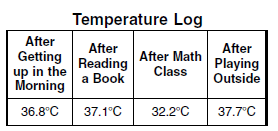 Temperature Log
After Getting up in the Morning
After Reading a Book
After Math Class
After Playing Outside
36.8°C 37.1°C 32.2°C 37.7°C